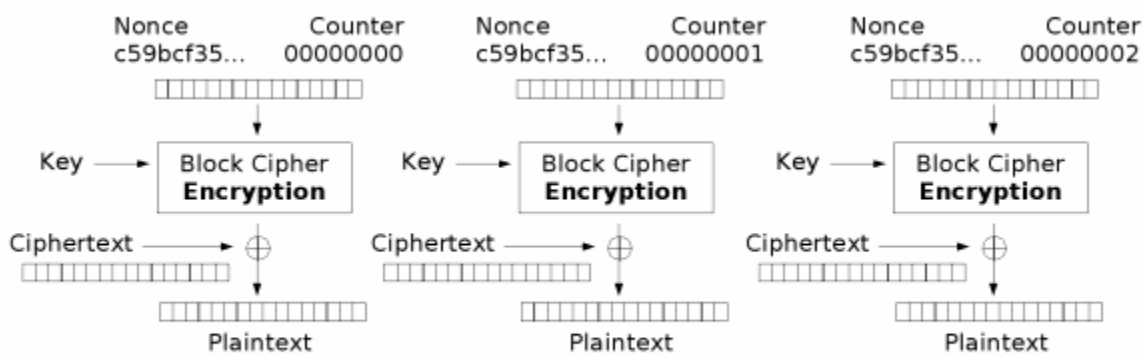 Nonce Counter Nonce Counter Nonce Counter
c59bcf35... 00000000 c59bcf35... 00000001 c59bcf35... 00000002
Key Block Cipher Key Block Cipher Key Block Cipher
Encryption Encryption Encryption
Ciphertext Ciphertext Ciphertext
Plaintext Plaintext Plaintext